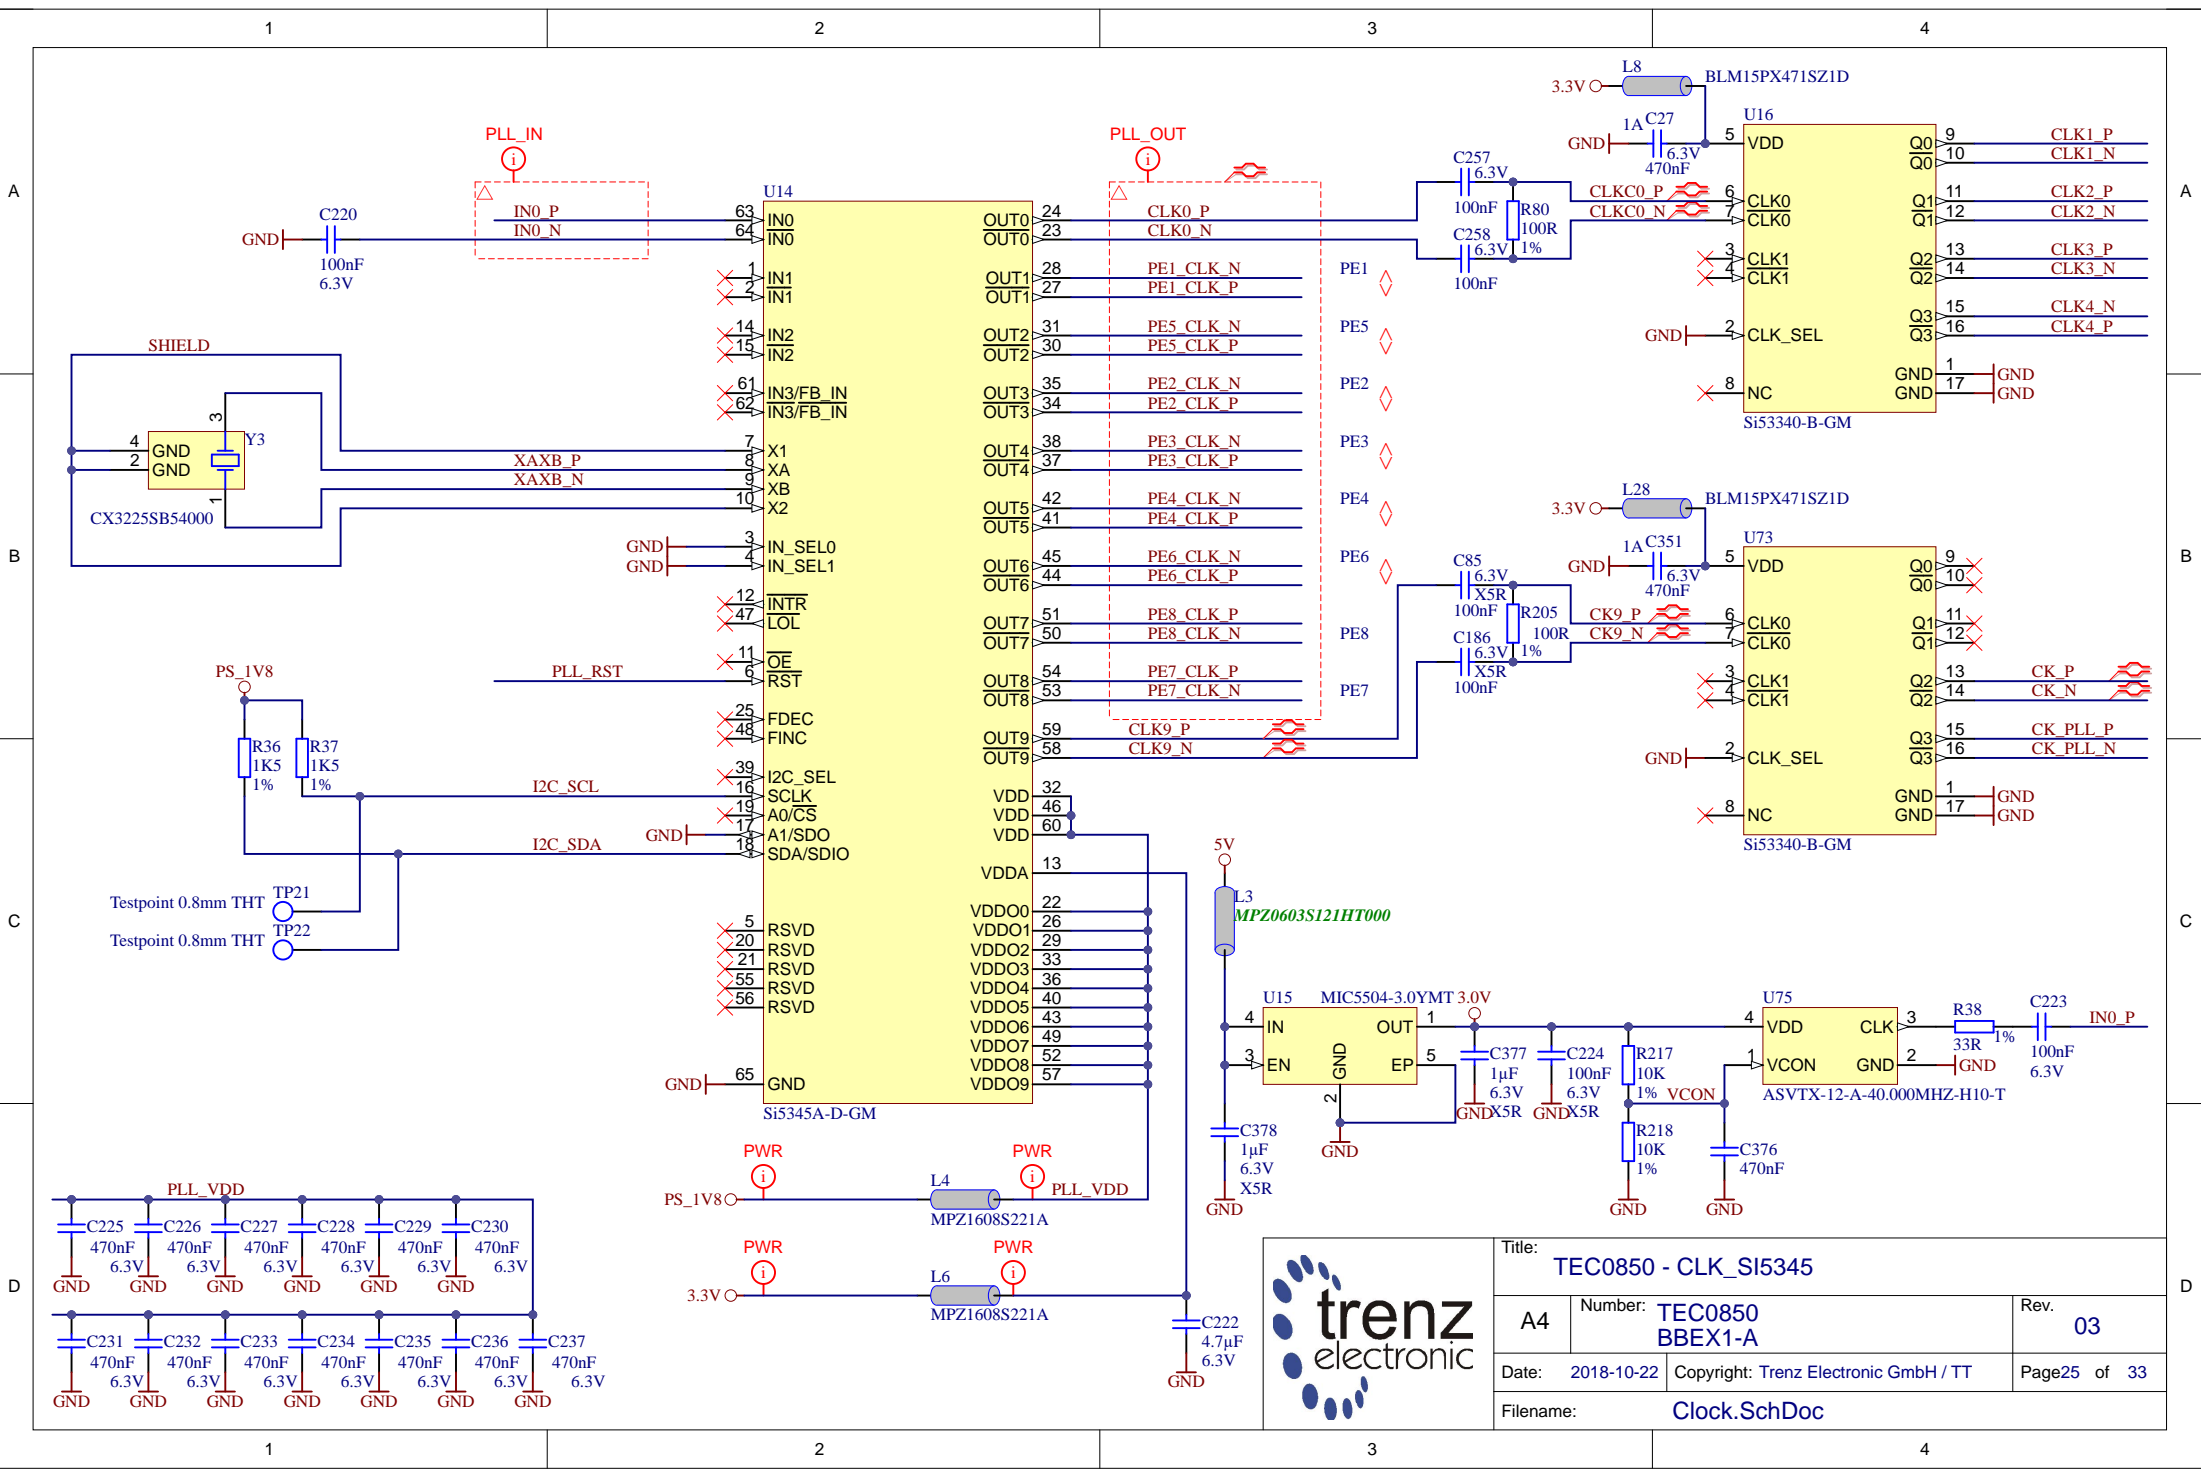 1 2 3 4
A A
B B
C C
D D
1 2 3 4
PLL_IN
i
IN0_P
IN0_N
C220
100nF
6.3V
GND
SHIELD
3
4 GND
2 GND
Y3
1
CX3225SB54000
XAXB_P
XAXB_N
GND
GND
PLL_RST
PS_1V8
R36
1K5
1%
R37
1K5
1%
I2C_SCL
GND
I2C_SDA
Testpoint 0.8mm THT TP21
Testpoint 0.8mm THT TP22
GND
U14
63 IN0
64 IN0
1 IN1
2 IN1
14 IN2
15 IN2
61 IN3/FB_IN
62 IN3/FB_IN
7 X1
8 XA
9 XB
10 X2
3 IN_SEL0
4 IN_SEL1
12 INTR
47 LOL
11 OE
6 RST
25 FDEC
48 FINC
39 I2C_SEL
16 SCLK
19 A0/CS
17 A1/SDO
18 SDA/SDIO
5 RSVD
20 RSVD
21 RSVD
55 RSVD
56 RSVD
65 GND
Si5345A-D-GM
PLL_OUT
i
OUT0 24 CLK0_P
OUT0 23 CLK0_N
OUT1 28 PE1_CLK_N PE1
OUT1 27 PE1_CLK_P
OUT2 31 PE5_CLK_N PE5
OUT2 30 PE5_CLK_P
OUT3 35 PE2_CLK_N PE2
OUT3 34 PE2_CLK_P
OUT4 38 PE3_CLK_N PE3
OUT4 37 PE3_CLK_P
OUT5 42 PE4_CLK_N PE4
OUT5 41 PE4_CLK_P
OUT6 45 PE6_CLK_N PE6
OUT6 44 PE6_CLK_P
OUT7 51 PE8_CLK_P
OUT7 50 PE8_CLK_N PE8
OUT8 54 PE7_CLK_P
OUT8 53 PE7_CLK_N PE7
OUT9 59 CLK9_P
OUT9 58 CLK9_N
VDD 32
VDD 46
VDD 60
VDDA 13
VDDO0 22
VDDO1 26
VDDO2 29
VDDO3 33
VDDO4 36
VDDO5 40
VDDO6 43
VDDO7 49
VDDO8 52
VDDO9 57
C257
6.3V
100nF
R80
100R
1%
C258
6.3V
100nF
CLKC0_P
CLKC0_N
L8
3.3V BLM15PX471SZ1D
1A C27
GND 6.3V
470nF
U16
5 VDD
6 CLK0
7 CLK0
3 CLK1
4 CLK1
GND 2 CLK_SEL
8 NC
Q0 9 CLK1_P
Q0 10 CLK1_N
Q1 11 CLK2_P
Q1 12 CLK2_N
Q2 13 CLK3_P
Q2 14 CLK3_N
Q3 15 CLK4_N
Q3 16 CLK4_P
GND 1 GND
GND 17 GND
Si53340-B-GM
L28
3.3V BLM15PX471SZ1D
1A C351
GND 6.3V
470nF
C85
6.3V
X5R
100nF
R205
100R
1%
C186
6.3V
X5R
100nF
CK9_P
CK9_N
U73
5 VDD
6 CLK0
7 CLK0
3 CLK1
4 CLK1
GND 2 CLK_SEL
8 NC
Q0 9
Q0 10
Q1 11
Q1 12
Q2 13 CK_P
Q2 14 CK_N
Q3 15 CK_PLL_P
Q3 16 CK_PLL_N
GND 1 GND
GND 17 GND
Si53340-B-GM
5V
L3
MPZ0603S121HT000
U15 MIC5504-3.0YMT 3.0V
4 IN OUT 1
3 EN GND EP 5
2
GND
C378
1µF
6.3V
X5R
GND
C377
1µF
6.3V
X5R
GND
C224
100nF
6.3V
X5R
GND
R217
10K
1%
VCON
R218
10K
1%
GND
C376
470nF
GND
U75
4 VDD CLK 3
1 VCON GND 2 GND
ASVTX-12-A-40.000MHZ-H10-T
R38
33R
1%
C223
100nF
6.3V
IN0_P
PWR PWR
i i
PS_1V8 L4 PLL_VDD
MPZ1608S221A
PWR PWR
i i
3.3V L6
MPZ1608S221A
C222
4.7µF
6.3V
GND
PLL_VDD
C225 C226 C227 C228 C229 C230
470nF 470nF 470nF 470nF 470nF 470nF
6.3V 6.3V 6.3V 6.3V 6.3V 6.3V
GND GND GND GND GND GND
C231 C232 C233 C234 C235 C236 C237
470nF 470nF 470nF 470nF 470nF 470nF 470nF
6.3V 6.3V 6.3V 6.3V 6.3V 6.3V 6.3V
GND GND GND GND GND GND GND
trenz
electronic
Title:
TEC0850 - CLK_SI5345
A4
Number: TEC0850
BBEX1-A
Rev.
03
Date: 2018-10-22 Copyright: Trenz Electronic GmbH / TT Page25 of 33
Filename: Clock.SchDoc